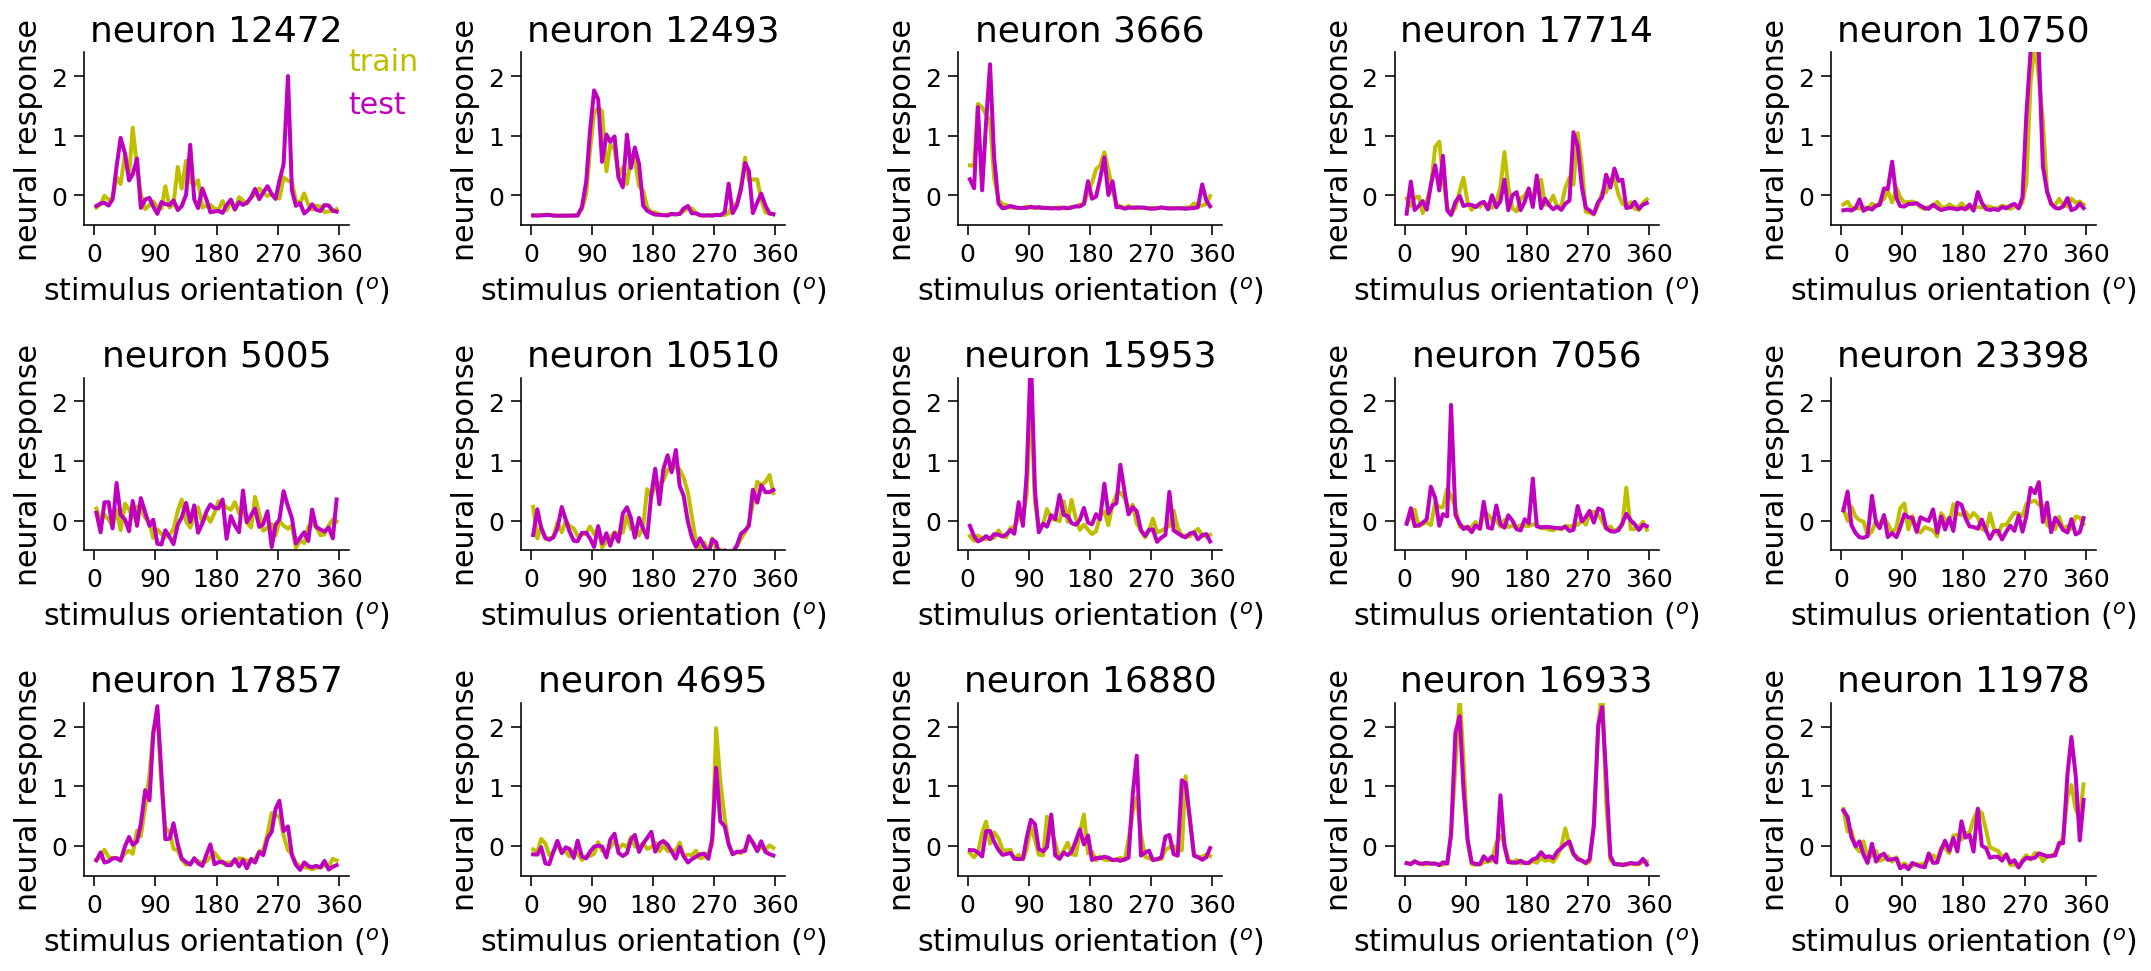 neuron 12472
train
test
neural response
2
1
0
0 90 180 270 360
stimulus orientation (o)
neuron 12493
neural response
2
1
0
0 90 180 270 360
stimulus orientation (o)
neuron 3666
neural response
2
1
0
0 90 180 270 360
stimulus orientation (o)
neuron 17714
neural response
2
1
0
0 90 180 270 360
stimulus orientation (o)
neuron 10750
neural response
2
1
0
0 90 180 270 360
stimulus orientation (o)
neuron 5005
neural response
2
1
0
0 90 180 270 360
stimulus orientation (o)
neuron 10510
neural response
2
1
0
0 90 180 270 360
stimulus orientation (o)
neuron 15953
neural response
2
1
0
0 90 180 270 360
stimulus orientation (o)
neuron 7056
neural response
2
1
0
0 90 180 270 360
stimulus orientation (o)
neuron 23398
neural response
2
1
0
0 90 180 270 360
stimulus orientation (o)
neuron 17857
neural response
2
1
0
0 90 180 270 360
stimulus orientation (o)
neuron 4695
neural response
2
1
0
0 90 180 270 360
stimulus orientation (o)
neuron 16880
neural response
2
1
0
0 90 180 270 360
stimulus orientation (o)
neuron 16933
neural response
2
1
0
0 90 180 270 360
stimulus orientation (o)
neuron 11978
neural response
2
1
0
0 90 180 270 360
stimulus orientation (o)